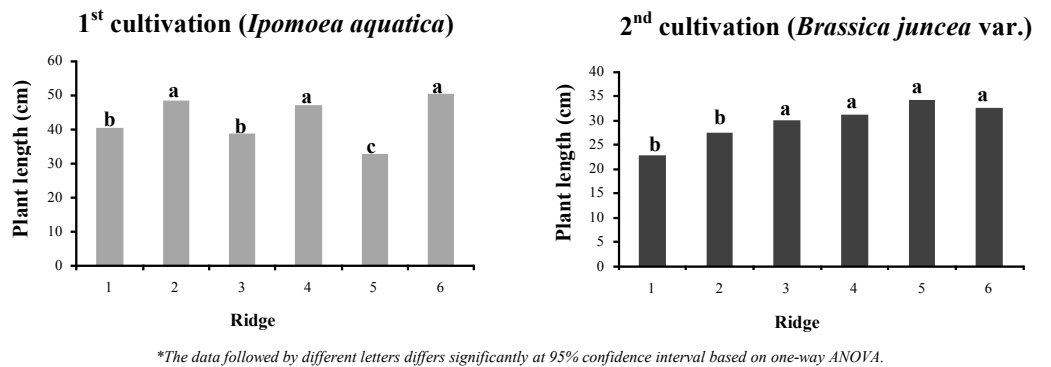 1st cultivation (Ipomoea aquatica)
Plant length (cm)
60
50
40
30
20
10
0
b
a
b
a
c
a
1 2 3 4 5 6
Ridge
2nd cultivation (Brassica juncea var.)
Plant length (cm)
40
35
30
25
20
15
10
5
0
b
b
a
a
a
a
1 2 3 4 5 6
*The data followed by different letters differs significantly at 95% confidence interval based on one-way ANOVA.
Ridge